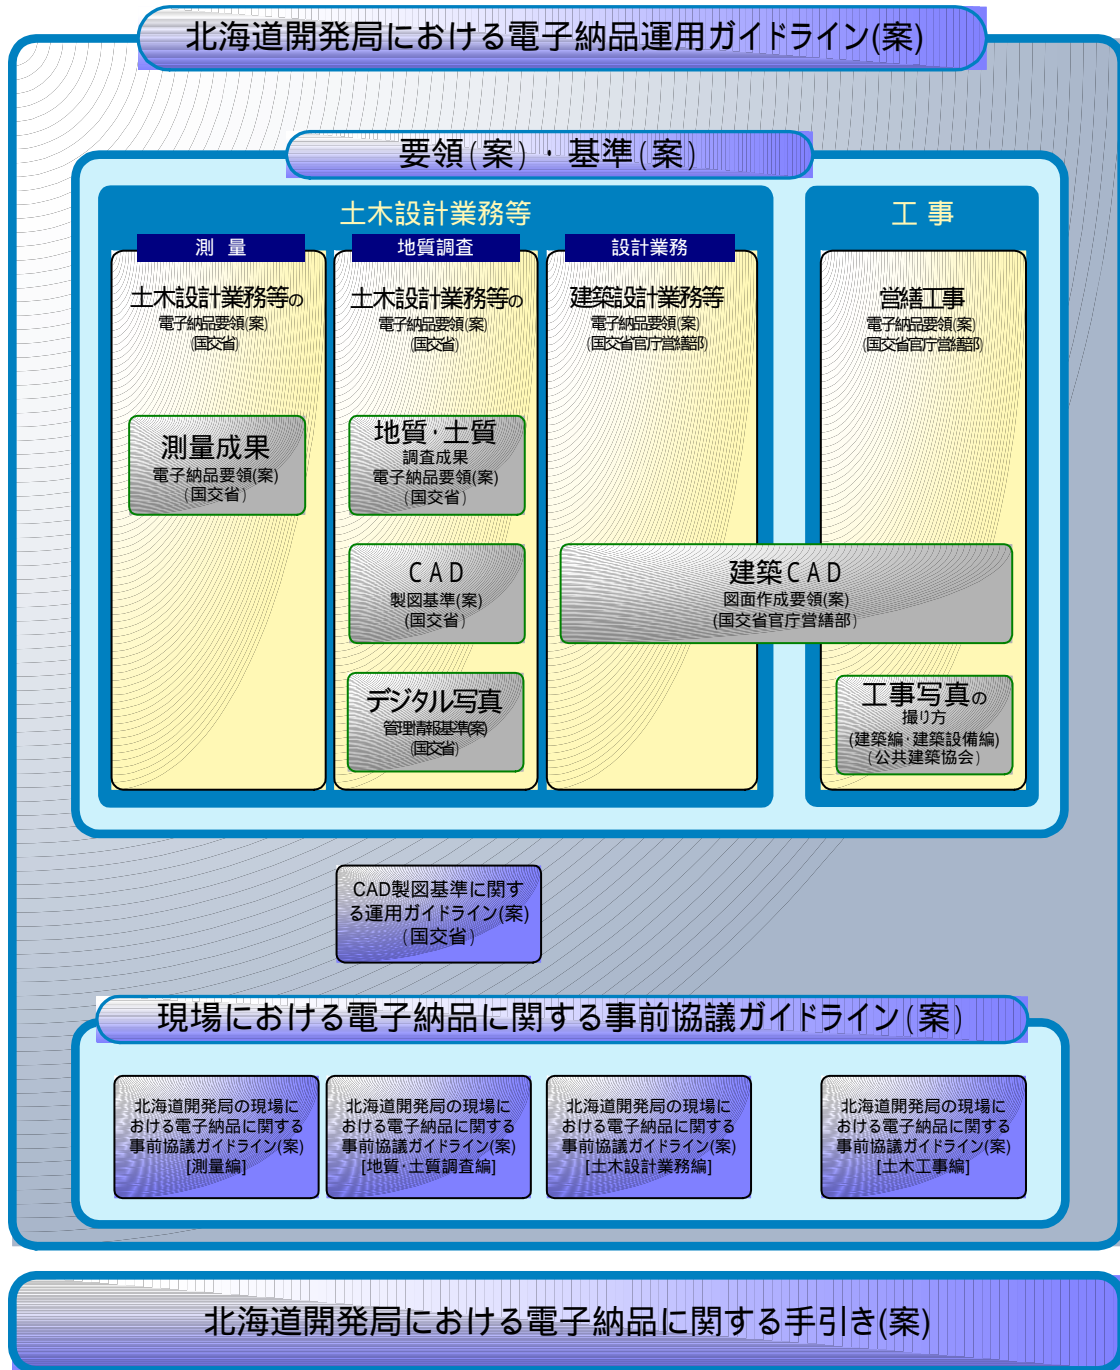 北海道開発局における電子納品運用ガイドライン(案)
要領(案)・基準(案)
土木設計業務等
工 事
測 量
土木設計業務等の
電子納品要領(案)
(国交省)
測量成果
電子納品要領(案)
(国交省)
地質調査
土木設計業務等の
電子納品要領(案)
(国交省)
地質・土質
調査成果
電子納品要領(案)
(国交省)
CAD
製図基準(案)
(国交省)
デジタル写真
管理情報基準(案)
(国交省)
設計業務
建築設計業務等
電子納品要領(案)
(国交省官庁営繕部)
営繕工事
電子納品要領(案)
(国交省官庁営繕部)
建築CAD
図面作成要領(案)
(国交省官庁営繕部)
工事写真の
撮り方
(建築編・建築設備編)
(公共建築協会)
CAD製図基準に関す
る運用ガイドライン(案)
(国交省)
現場における電子納品に関する事前協議ガイドライン(案)
北海道開発局の現場に
おける電子納品に関する
事前協議ガイドライン(案)
[測量編]
北海道開発局の現場に
おける電子納品に関する
事前協議ガイドライン(案)
[地質・土質調査編]
北海道開発局の現場に
おける電子納品に関する
事前協議ガイドライン(案)
[土木設計業務編]
北海道開発局の現場に
おける電子納品に関する
事前協議ガイドライン(案)
[土木工事編]
北海道開発局における電子納品に関する手引き(案)